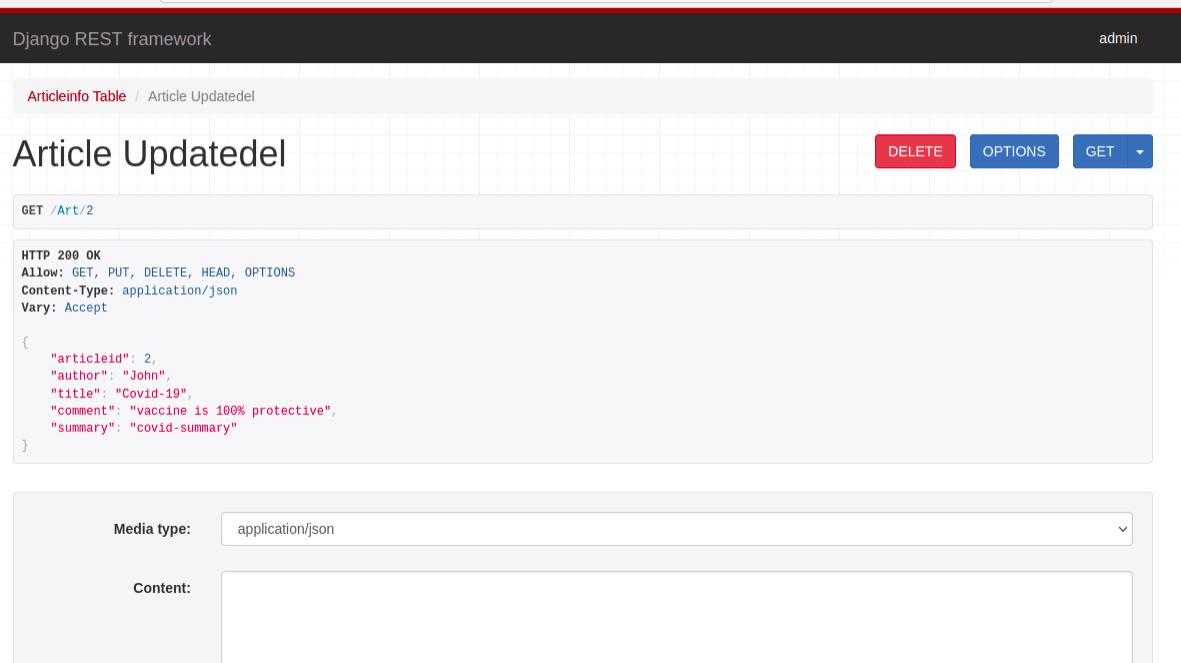 Django REST framework
admin
Articleinfo Table / Article Updatedel
Article Updatedel
DELETE
OPTIONS
GET
GET /Art/2
HTTP 200 OK
Allow: GET, PUT, DELETE, HEAD, OPTIONS
Content-Type: application/json
Vary: Accept
{
    "articleid": 2,
    "author": "John",
    "title": "Covid-19",
    "comment": "vaccine is 100% protective",
    "summary": "covid-summary"
}
Media type:
application/json
Content: